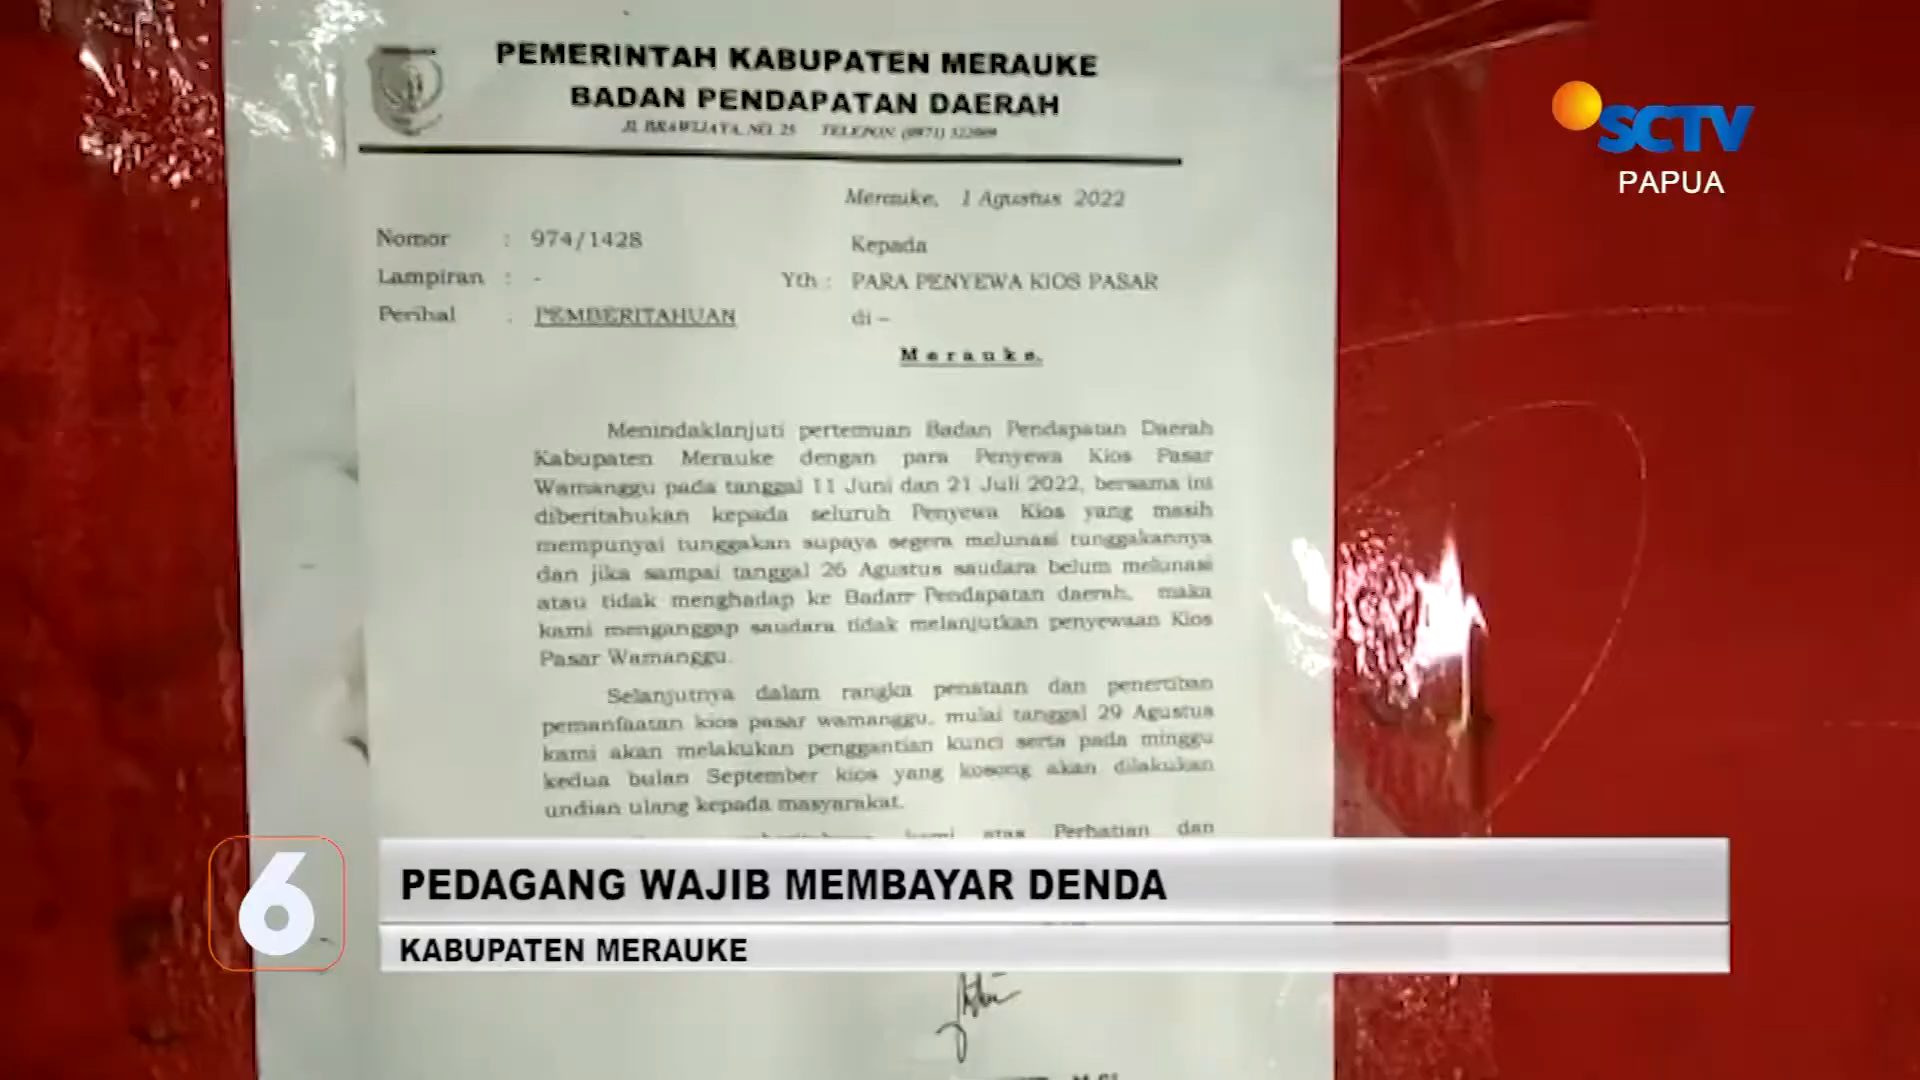 PEMERINTAH KABUPATEN MERAUKE
BADAN PENDAPATAN DAERAH
TELEPON (0971)
Merauke, 1 Agustus 2022
Nomor : 974/1428
Lampiran : -
Perihal : PEMBERITAHUAN
Kepada
Yth : PARA PENYEWA KIOS PASAR
di –
Merauke.
Menindaklanjuti pertemuan Badan Pendapatan Daerah
Kabupaten Merauke dengan para Penyewa Kios Pasar
Wamanggu pada tanggal 11 Juni dan 21 Juli 2022, bersama ini
diberitahukan kepada seluruh Penyewa Kios yang masih
mempunyai tunggakan supaya segera melunasi tunggakannya
dan jika sampai tanggal 26 Agustus saudara belum melunasi
atau tidak menghadap ke Badan Pendapatan daerah, maka
kami menganggap saudara tidak melanjutkan penyewaan Kios
Pasar Wamanggu.
Selanjutnya dalam rangka penataan dan penertiban
pemanfaatan kios pasar wamanggu, mulai tanggal 29 Agustus
kami akan melakukan penggantian kunci serta pada minggu
kedua bulan September kios yang kosong akan dilakukan
undian ulang kepada masyarakat.
kami atas Perhatian dan
SCTV
PAPUA
6
PEDAGANG WAJIB MEMBAYAR DENDA
KABUPATEN MERAUKE